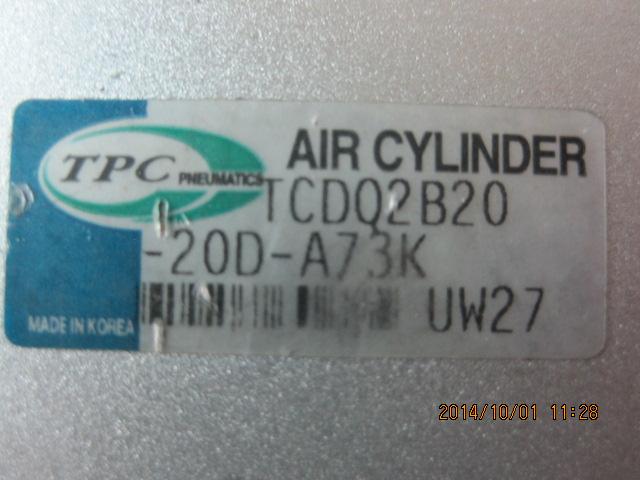 TPC PNEUMATICS
AIR CYLINDER
TCDQ2B20
-20D-A73K
UW27
MADE IN KOREA
2014/10/01 11:28